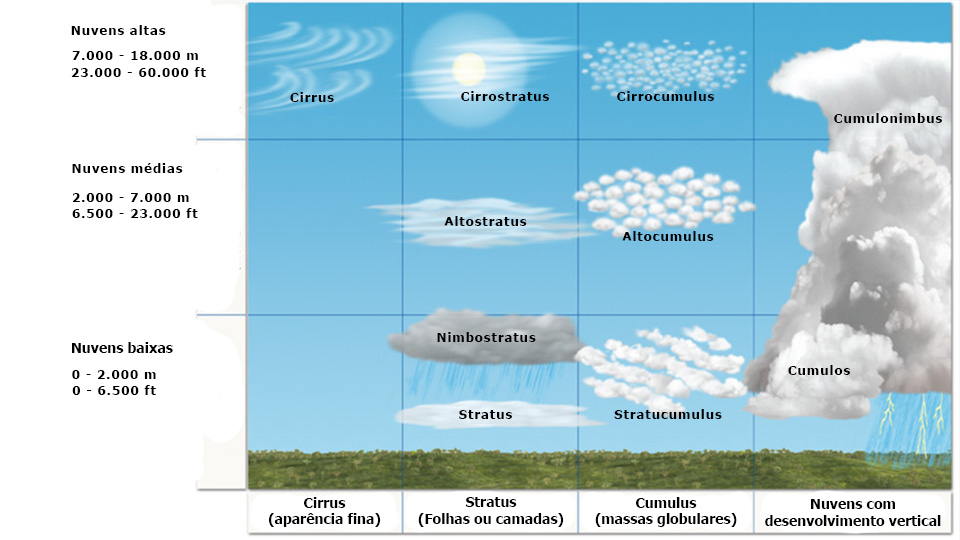 Nuvens altas
7.000 - 18.000 m
23.000 - 60.000 ft
Cirrus
Cirrostratus
Cirrocumulus
Cumulonimbus
Nuvens médias
2.000 - 7.000 m
6.500 - 23.000 ft
Altostratus
Altocumulus
Nuvens baixas
0 - 2.000 m
0 - 6.500 ft
Nimbostratus
Cumulos
Stratus
Stratucumulus
Cirrus
(aparência fina)
Stratus
(Folhas ou camadas)
Cumulus
(massas globulares)
Nuvens com
desenvolvimento vertical